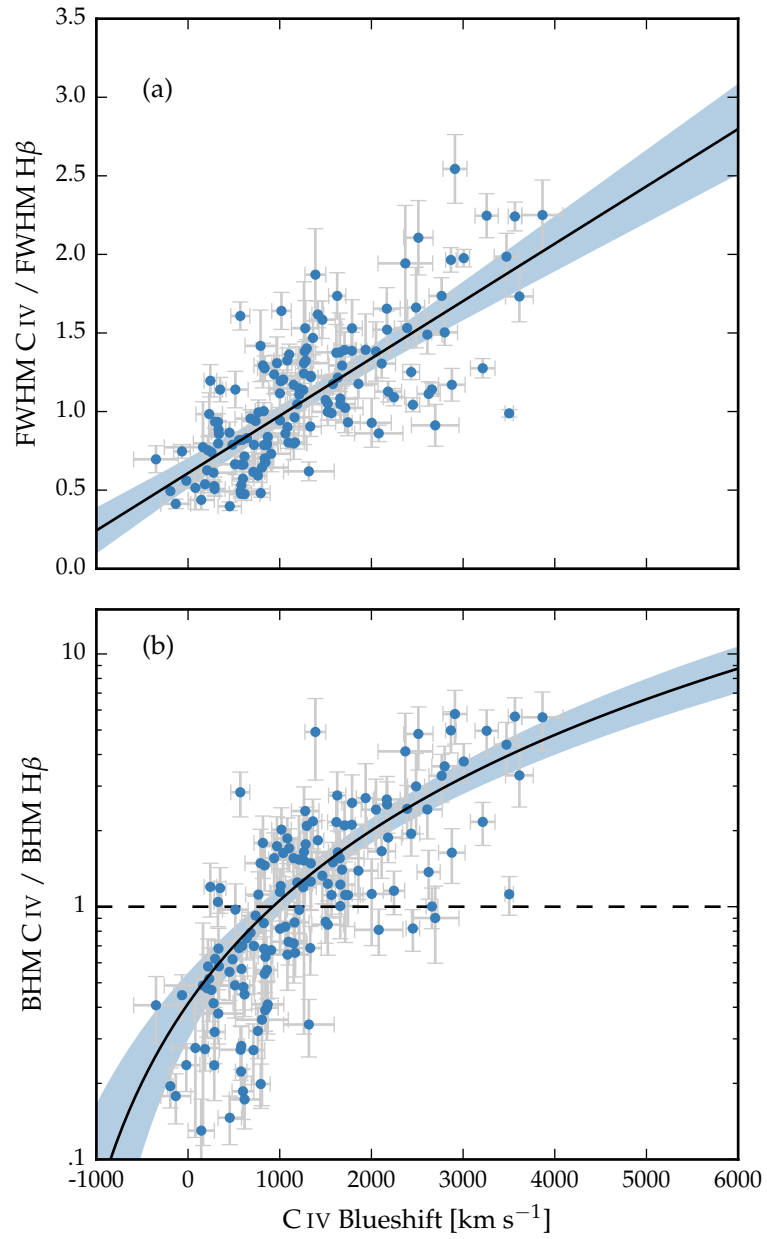 3.5
(a)
3.0
2.5
2.0
1.5
1.0
0.5
0.0
FWHM C IV / FWHM Hβ
(b)
10
1
.1
BHM C IV / BHM Hβ
-1000 0 1000 2000 3000 4000 5000 6000
C IV Blueshift [km s⁻¹]